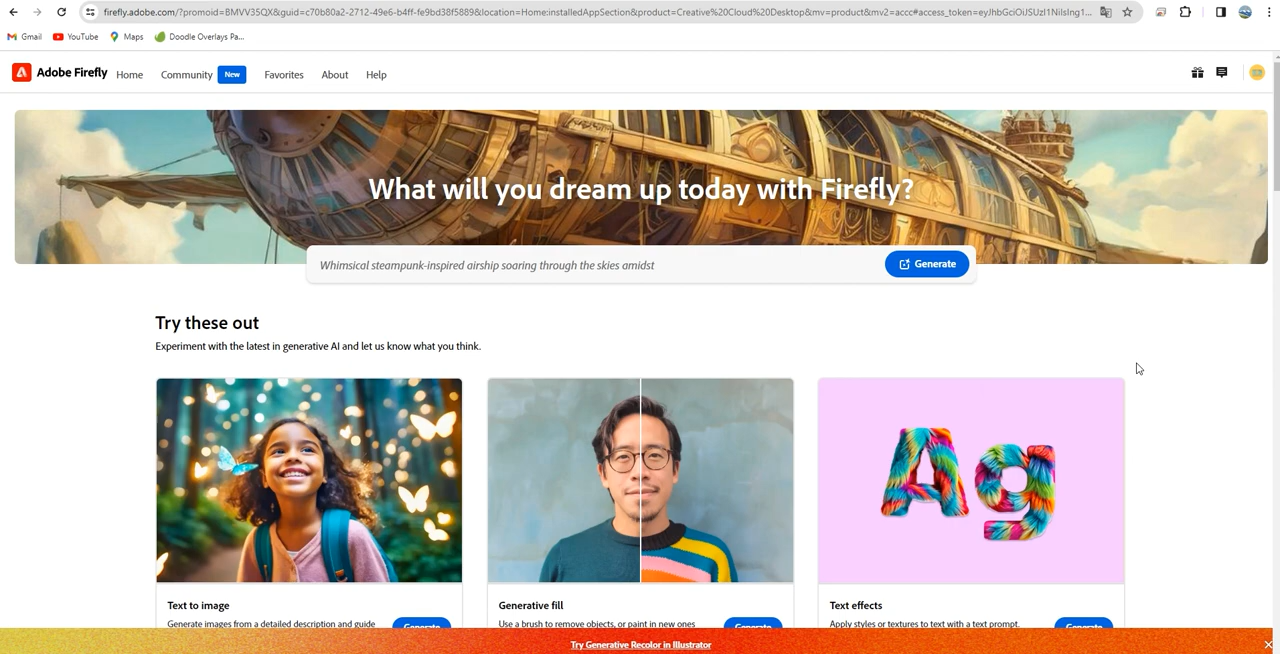 firefly.adobe.com/?promoid=BMVV35QX&guid=c70b80a2-2712-49e6-b4ff-fe9bd38f5889&location=Home:installedAppSection&product=Creative%20Cloud%20Desktop&mv=product&mv2=accc#access_token=eyJhbGciOiJSUzI1NiIsIng1...
Gmail YouTube Maps Doodle Overlays Pa...
Adobe Firefly Home Community New Favorites About Help
What will you dream up today with Firefly?
Whimsical steampunk-inspired airship soaring through the skies amidst Generate
Try these out
Experiment with the latest in generative AI and let us know what you think.
Ag
Text to image Generative fill Text effects
Generate images from a detailed description and guide Generate Use a brush to remove objects, or paint in new ones Generate Apply styles or textures to text with a text prompt. Generate
Try Generative Recolor in Illustrator